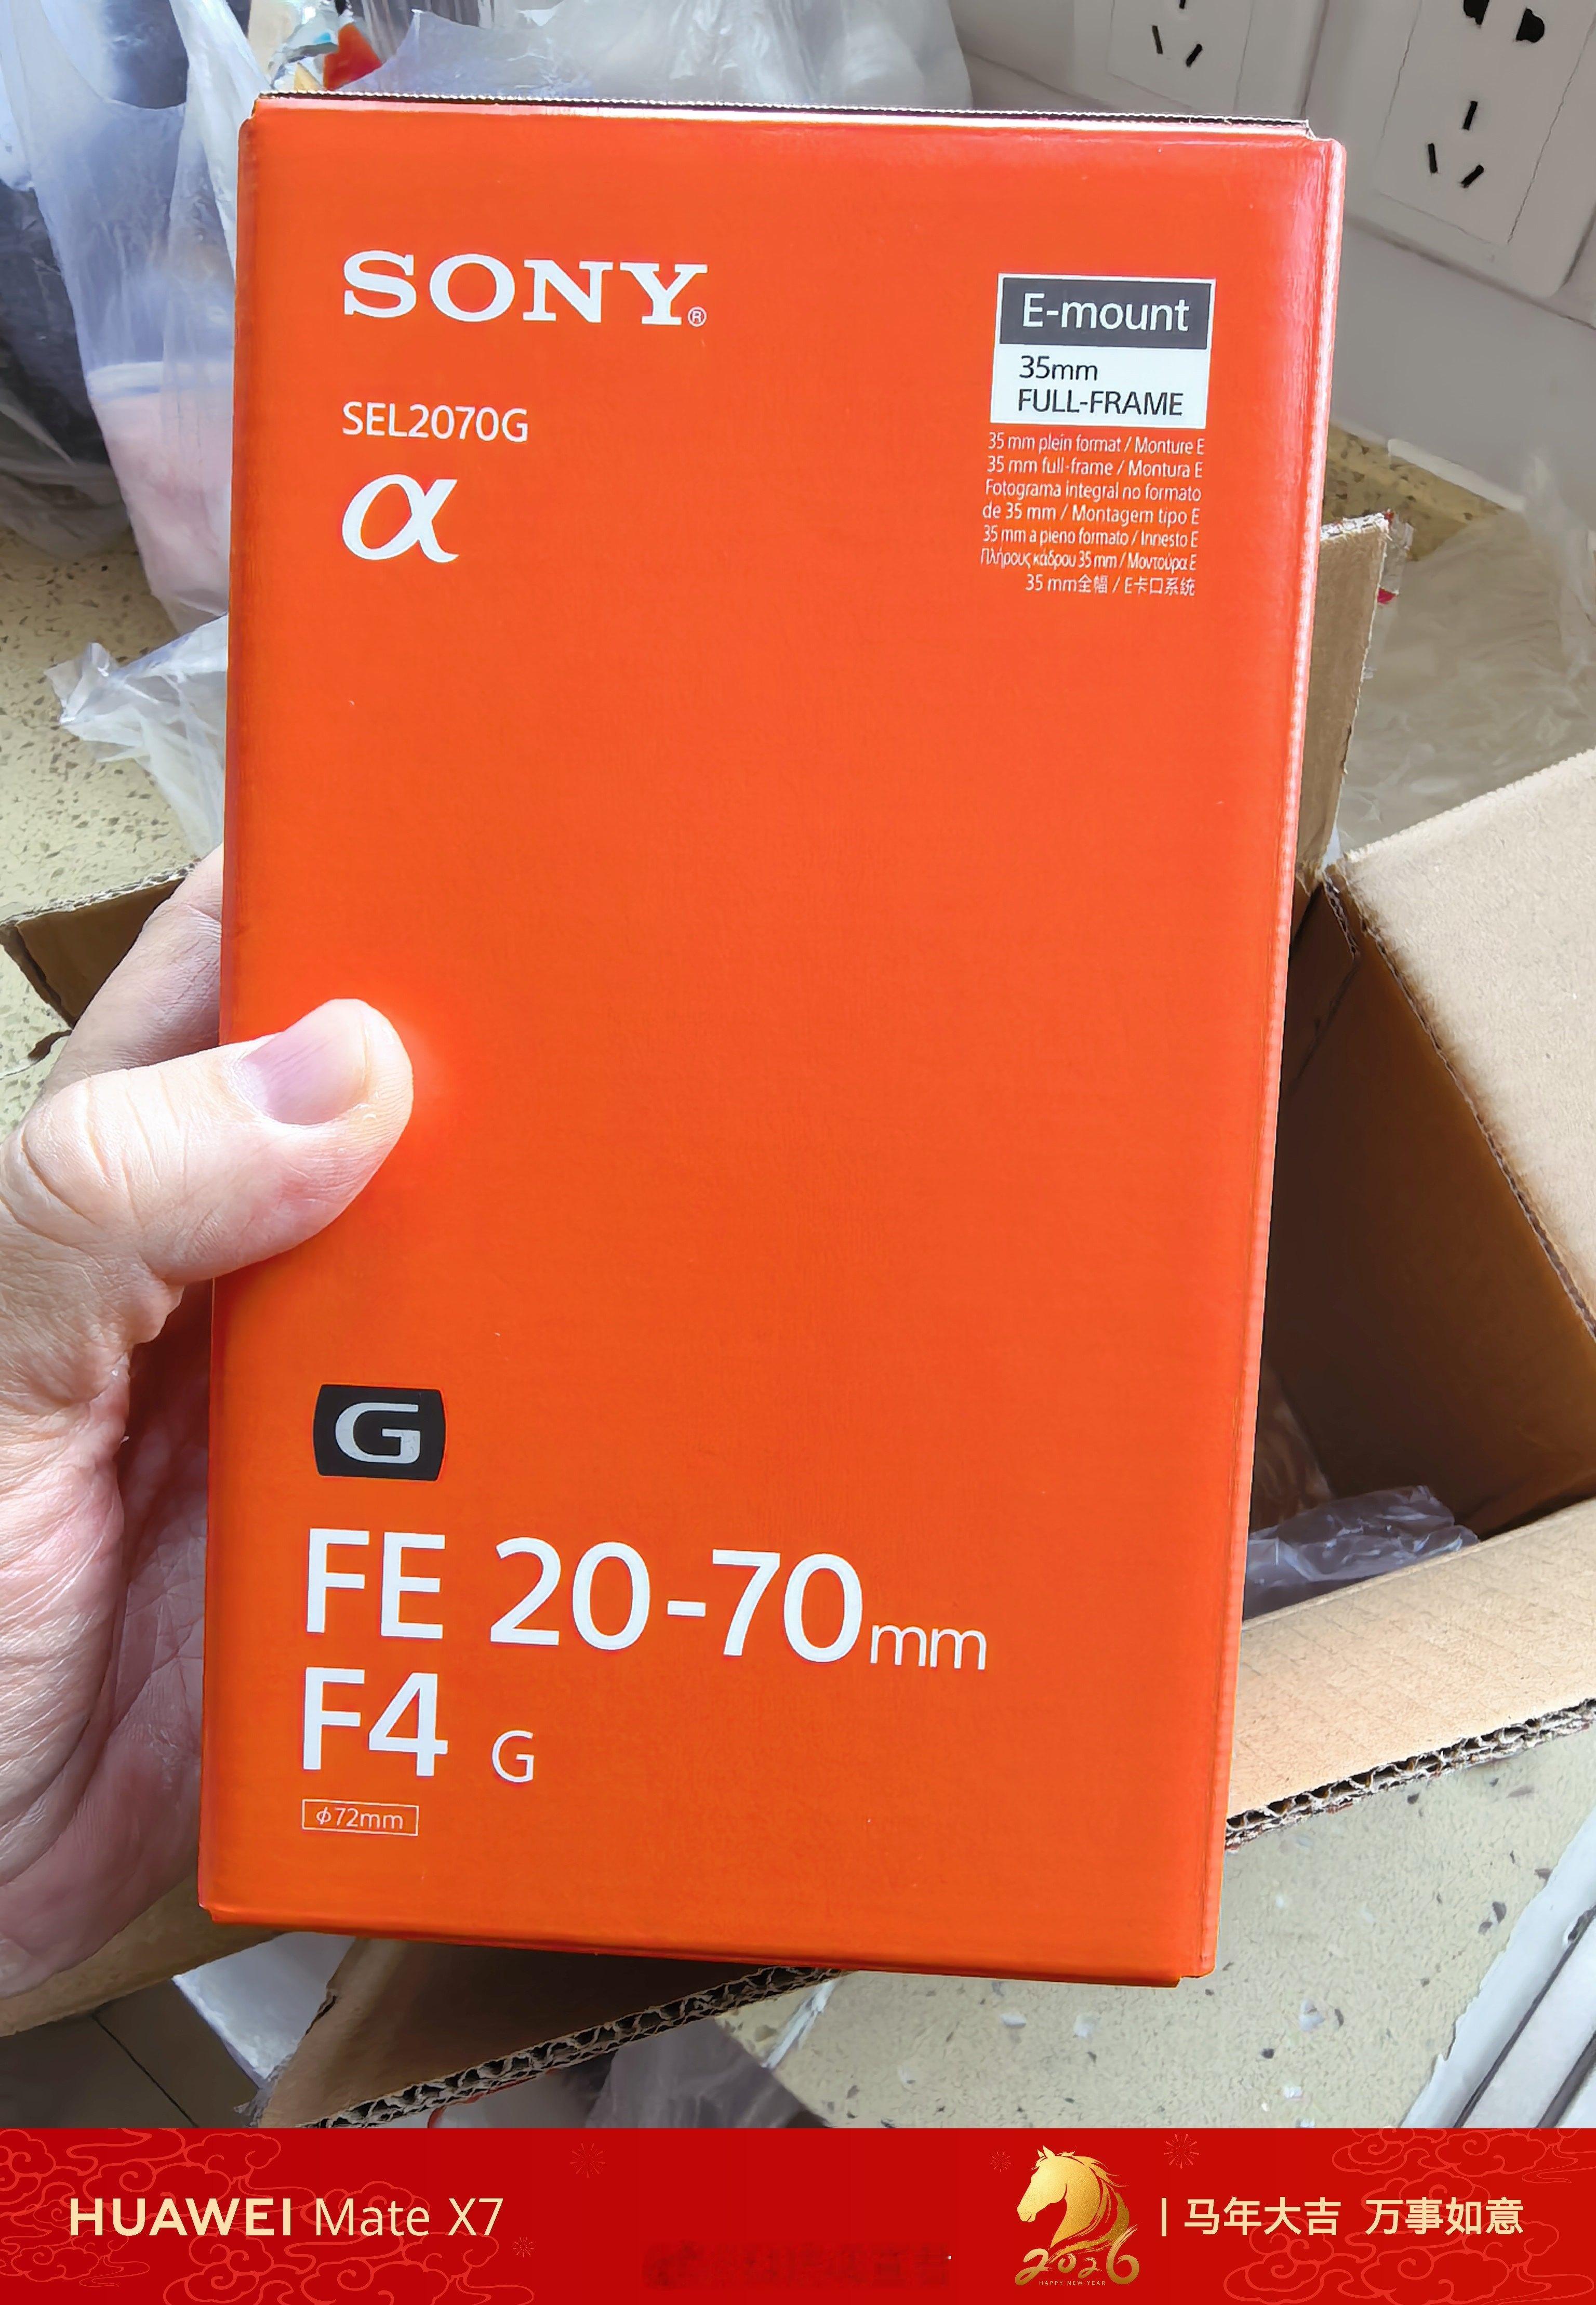 SONY®
SEL2070G
α
E-mount
35mm
FULL-FRAME
35 mm plein format / Monture E
35 mm full-frame / Montura E
Fotograma integral no formato
de 35 mm / Montagem tipo E
35 mm a pieno formato / Innesto E
Πλήρους κάδρου 35 mm / Μοντούρα E
35 mm全幅 / E卡口系统
G
FE 20-70mm
F4 G
ϕ72mm
HUAWEI Mate X7
2026
HAPPY NEW YEAR
| 马年大吉 万事如意